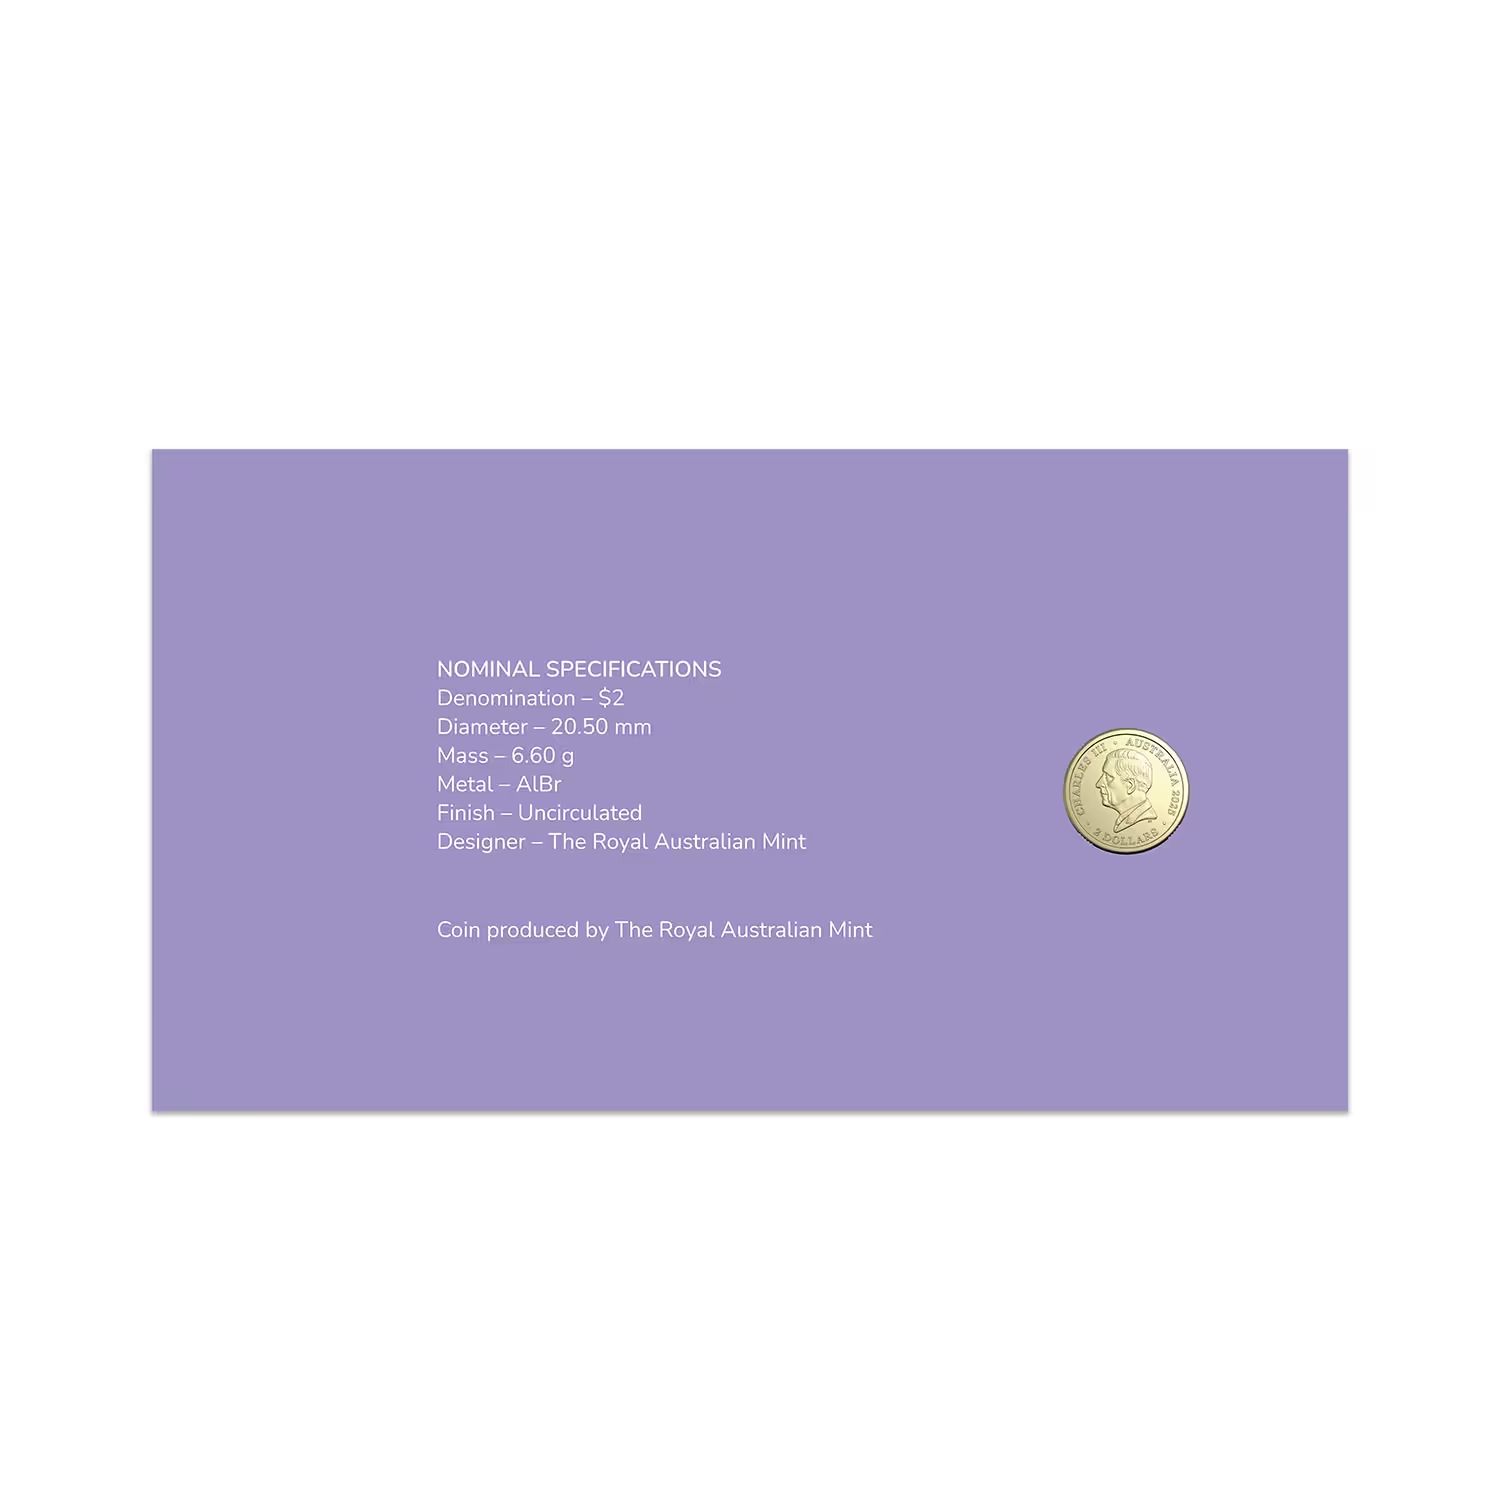 NOMINAL SPECIFICATIONS
Denomination – $2
Diameter – 20.50 mm
Mass – 6.60 g
Metal – AlBr
Finish – Uncirculated
Designer – The Royal Australian Mint
Coin produced by The Royal Australian Mint
CHARLES III • AUSTRALIA 2025
• 2 DOLLARS •